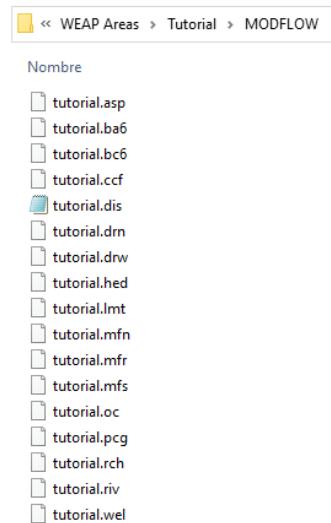 « WEAP Areas > Tutorial > MODFLOW
Nombre
tutorial.asp
tutorial.ba6
tutorial.bc6
tutorial.ccf
tutorial.dis
tutorial.drn
tutorial.drw
tutorial.hed
tutorial.lmt
tutorial.mfn
tutorial.mfr
tutorial.mfs
tutorial.oc
tutorial.pcg
tutorial.rch
tutorial.riv
tutorial.wel